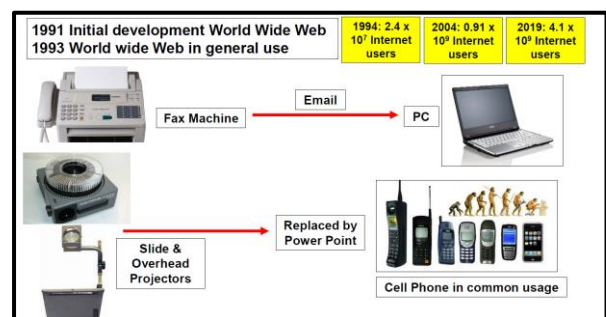 1991 Initial development World Wide Web
1993 World wide Web in general use
1994: 2.4 x
10⁷ Internet
users
2004: 0.91 x
10⁹ Internet
users
2019: 4.1 x
10⁹ Internet
users
Fax Machine
Email
PC
Slide &
Overhead
Projectors
Replaced by
Power Point
Cell Phone in common usage